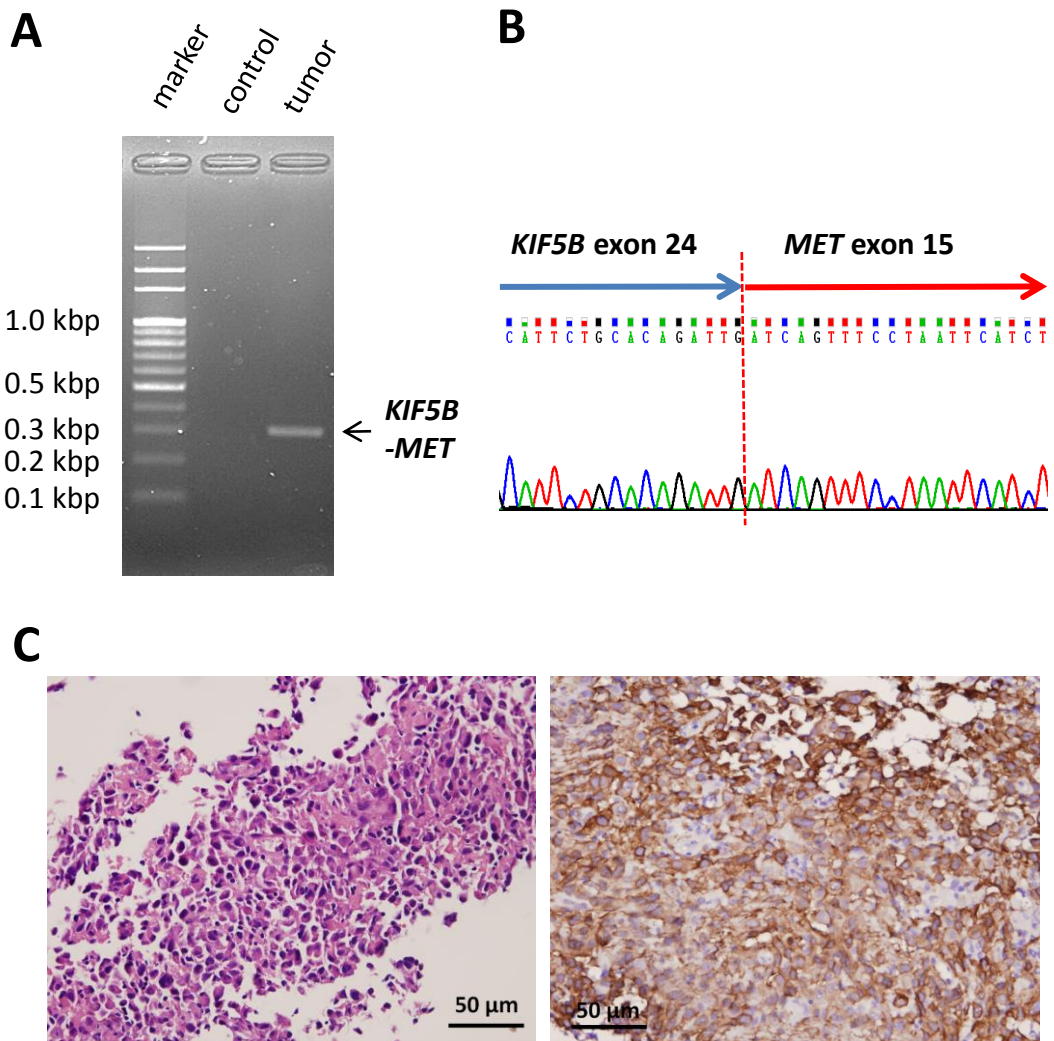 A
marker
control
tumor
1.0 kbp
0.5 kbp
0.3 kbp
0.2 kbp
0.1 kbp
KIF5B
-MET
B
KIF5B exon 24
MET exon 15
CATTCTGCACAGATTGATCAGTTTCCTAATTCATCT
C
50 μm
50 μm